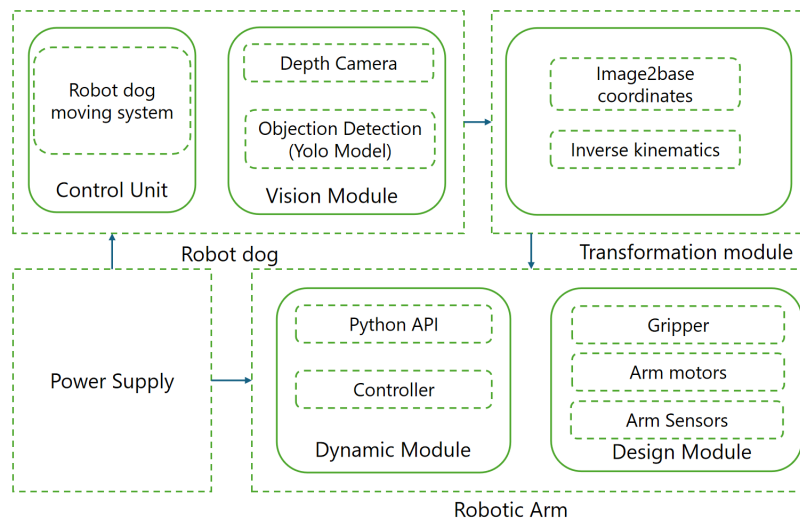 Robot dog
moving system
Control Unit
Depth Camera
Objection Detection
(Yolo Model)
Vision Module
Robot dog
Image2base
coordinates
Inverse kinematics
Transformation module
Power Supply
Python API
Controller
Dynamic Module
Gripper
Arm motors
Arm Sensors
Design Module
Robotic Arm